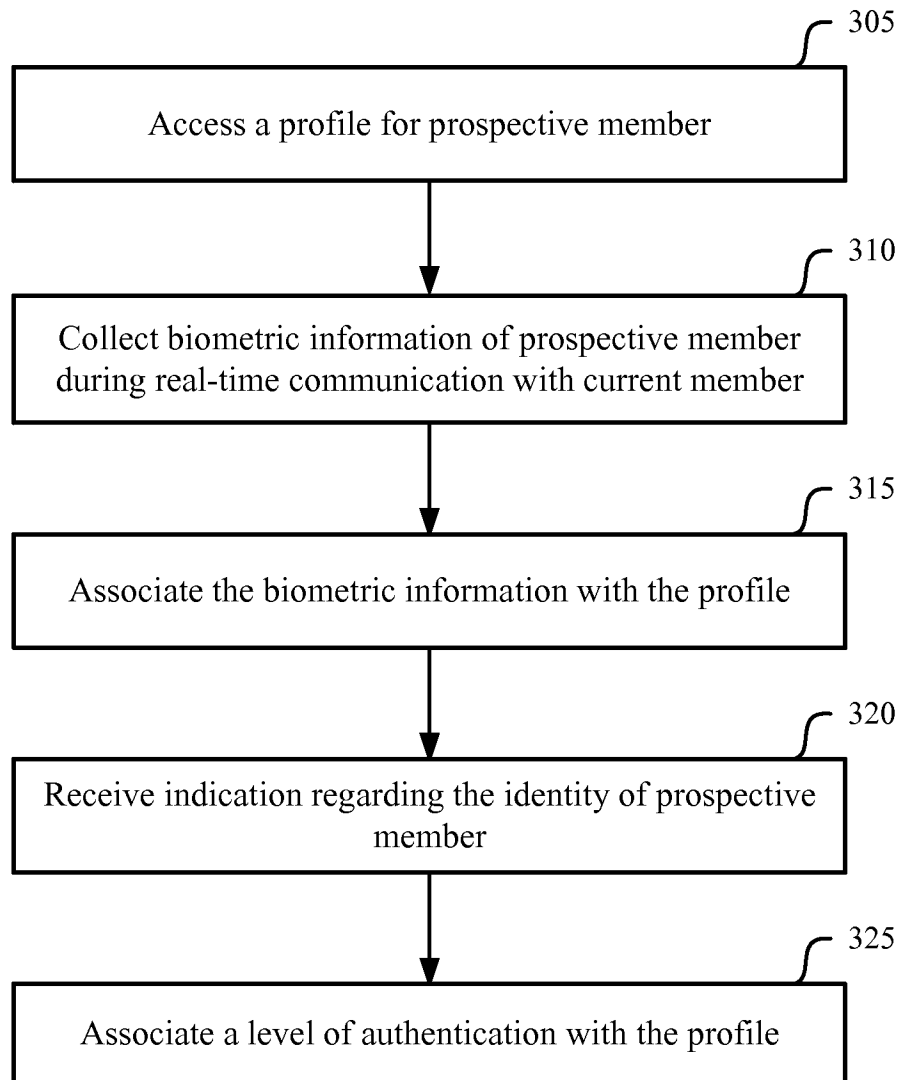 305
Access a profile for prospective member
310
Collect biometric information of prospective member
during real-time communication with current member
315
Associate the biometric information with the profile
320
Receive indication regarding the identity of prospective
member
325
Associate a level of authentication with the profile